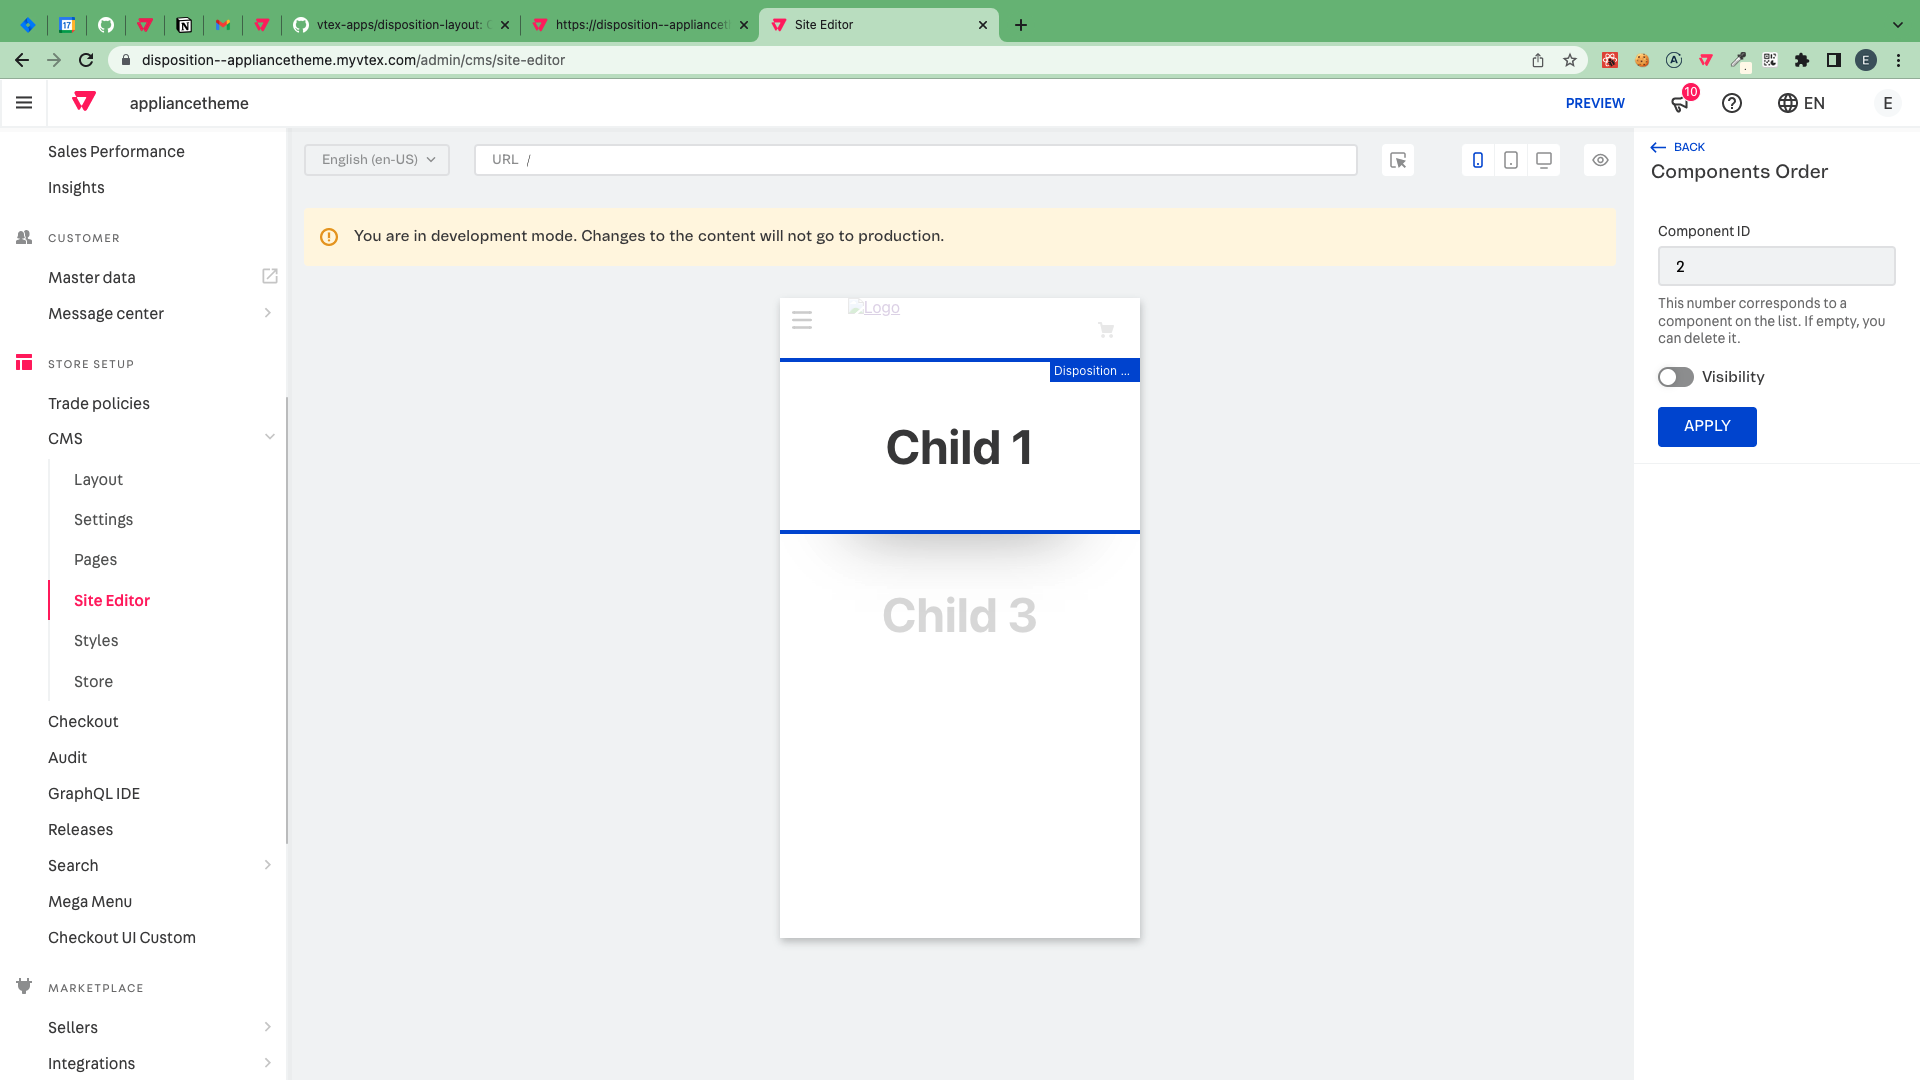 vtex-apps/disposition-layout:
https://disposition--appliancet
Site Editor
disposition--appliancetheme.myvtex.com/admin/cms/site-editor
E
appliancetheme
PREVIEW
10
EN
E
Sales Performance
Insights
CUSTOMER
Master data
Message center
STORE SETUP
Trade policies
CMS
Layout
Settings
Pages
Site Editor
Styles
Store
Checkout
Audit
GraphQL IDE
Releases
Search
Mega Menu
Checkout UI Custom
MARKETPLACE
Sellers
Integrations
English (en-US)
URL /
You are in development mode. Changes to the content will not go to production.
Logo
Disposition ...
Child 1
Child 3
BACK
Components Order
Component ID
2
This number corresponds to a
component on the list. If empty, you
can delete it.
Visibility
APPLY